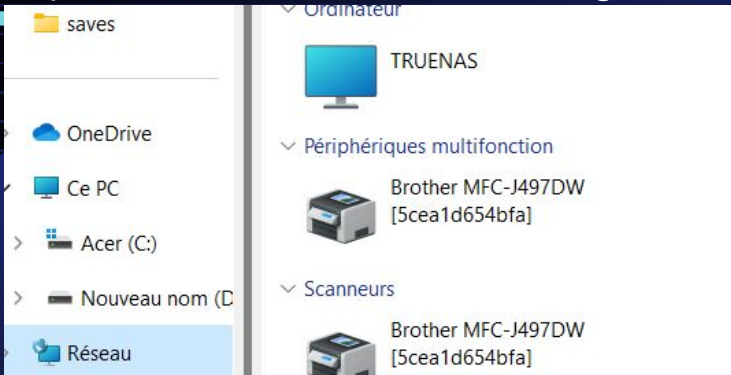 saves
OneDrive
Ce PC
Acer (C:)
Nouveau nom (D
Réseau
Ordinateur
TRUENAS
Périphériques multifonction
Brother MFC-J497DW
[5cea1d654bfa]
Scanneurs
Brother MFC-J497DW
[5cea1d654bfa]